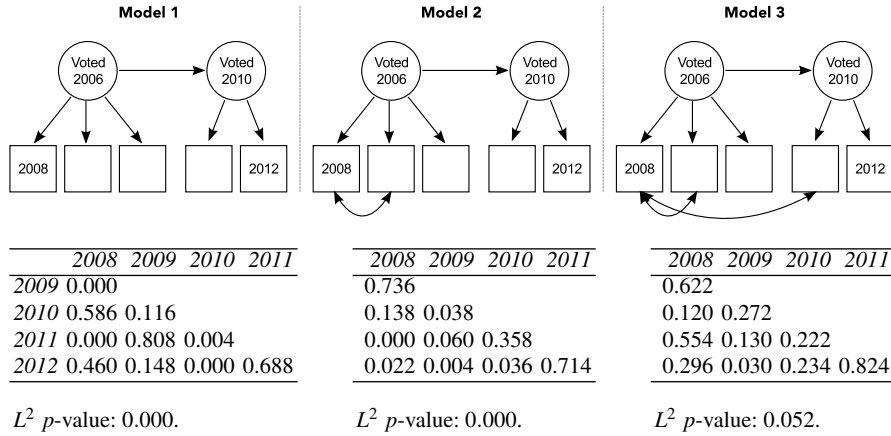 Model 1
Model 2
Model 3
Voted 2006
Voted 2010
Voted 2006
Voted 2010
Voted 2006
Voted 2010
2008
2012
2008
2012
2008
2012
2008 2009 2010 2011
2009 0.000
2010 0.586 0.116
2011 0.000 0.808 0.004
2012 0.460 0.148 0.000 0.688
L² p-value: 0.000.
2008 2009 2010 2011
0.736
0.138 0.038
0.000 0.060 0.358
0.022 0.004 0.036 0.714
L² p-value: 0.000.
2008 2009 2010 2011
0.622
0.120 0.272
0.554 0.130 0.222
0.296 0.030 0.234 0.824
L² p-value: 0.052.